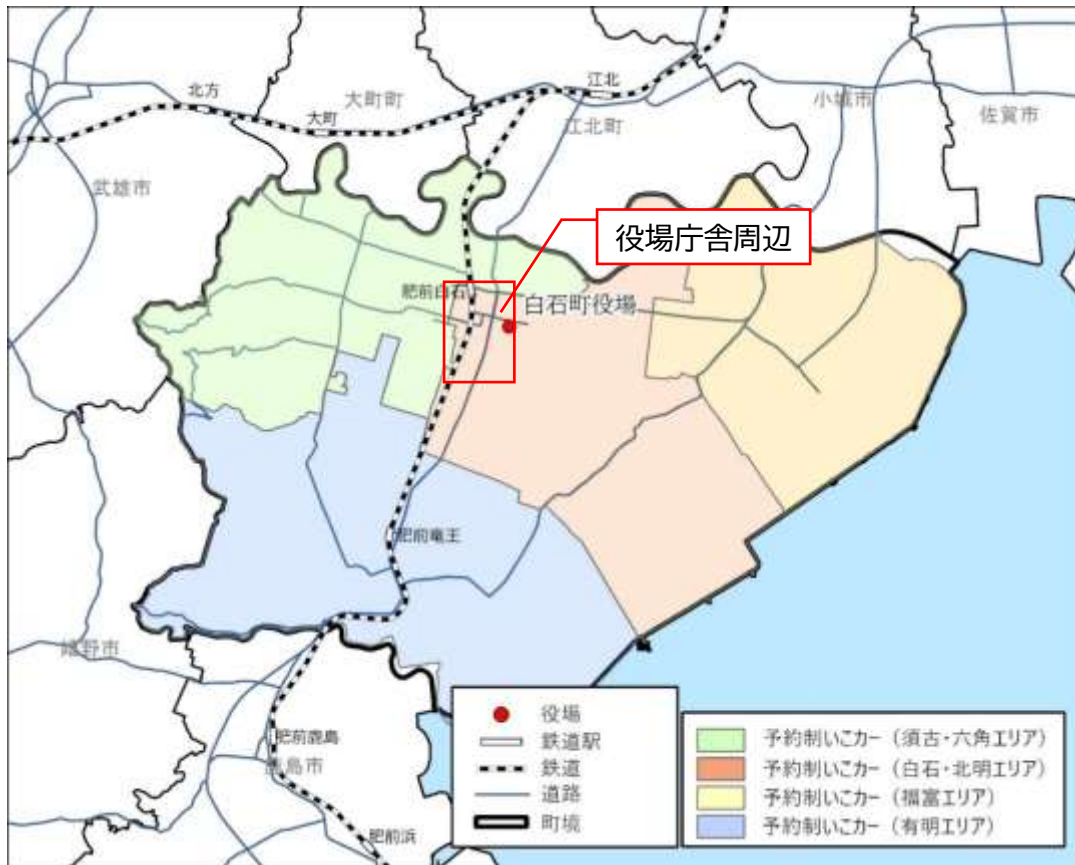 北方
大町町
大町
江北
江北町
小城市
佐賀市
武雄市
役場庁舎周辺
肥前白石
白石町役場
肥前竜王
嬉野市
肥前鹿島
鹿島市
肥前浜
役場
鉄道駅
鉄道
道路
町境
予約制いこカー（須古・六角エリア）
予約制いこカー（白石・北明エリア）
予約制いこカー（福富エリア）
予約制いこカー（有明エリア）